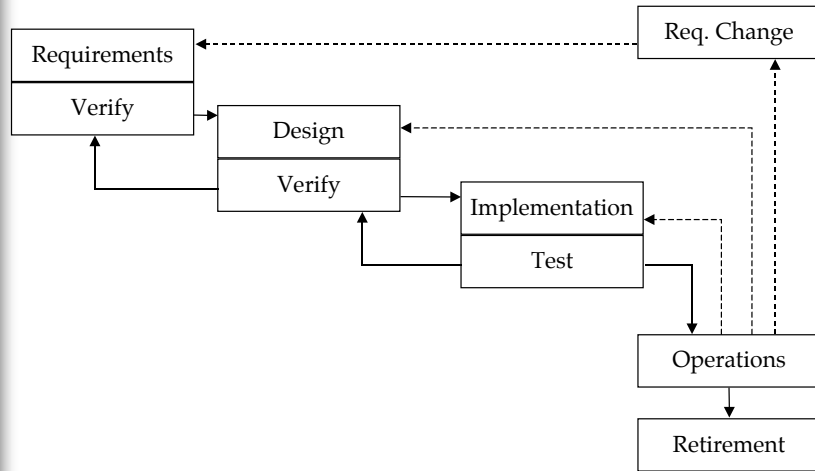 Req. Change
Requirements
Verify
Design
Verify
Implementation
Test
Operations
Retirement